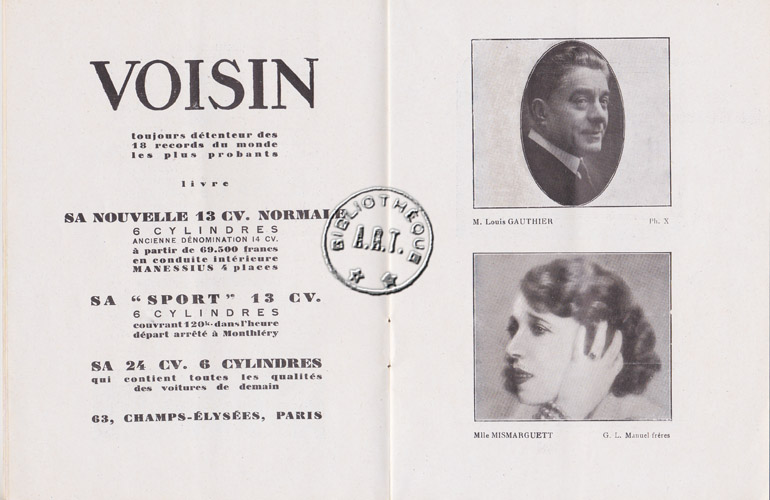 VOISIN
toujours détenteur des
18 records du monde
les plus probants
livre
SA NOUVELLE 13 CV. NORMALE
6 CYLINDRES
ANCIENNE DÉNOMINATION 14 CV.
à partir de 69.500 francs
en conduite intérieure
MANESSIUS 4 places
SA “SPORT” 13 CV.
6 CYLINDRES
couvrant 120k. dans l'heure
départ arrêté à Monthléry
SA 24 CV. 6 CYLINDRES
qui contient toutes les qualités
des voitures de demain
63, CHAMPS-ÉLYSÉES, PARIS
BIBLIOTHÈQUE
A.R.T.
M. Louis GAUTHIER Ph. X
Mlle MISMARGUETT G.-L. Manuel frères